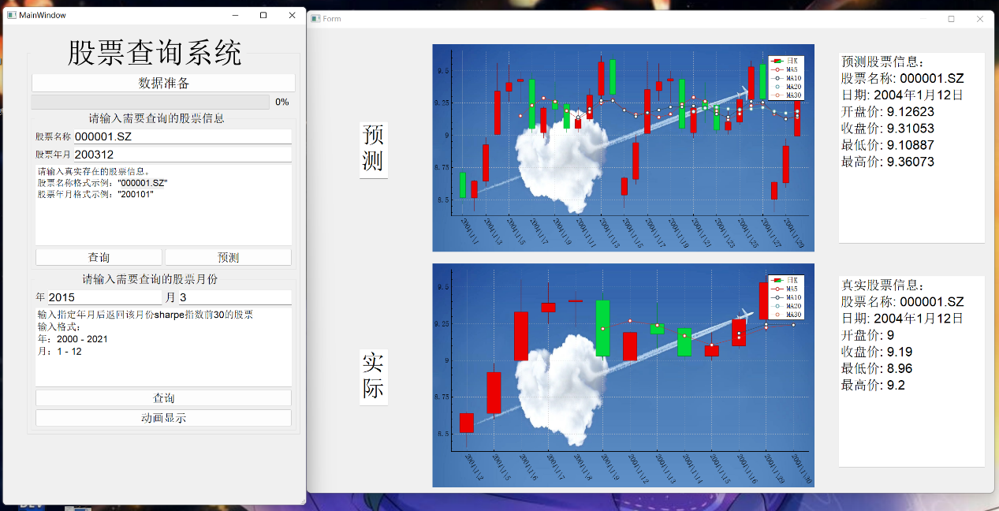 MainWindow
股票查询系统
数据准备
0%
请输入需要查询的股票信息
股票名称 000001.SZ
股票年月 200312
请输入真实存在的股票信息。
股票名称格式示例："000001.SZ"
股票年月格式示例："200101"
查询 预测
请输入需要查询的股票月份
年 2015 月 3
输入指定年月后返回该月份sharpe指数前30的股票
输入格式：
年：2000 - 2021
月：1 - 12
查询
动画显示
Form
预测
日K
MA5
MA10
MA20
MA30
9.5
9.25
9
8.75
8.5
2004\1\1
2004\1\3
2004\1\5
2004\1\7
2004\1\9
2004\1\11
2004\1\13
2004\1\15
2004\1\17
2004\1\19
2004\1\21
2004\1\23
2004\1\25
2004\1\27
2004\1\29
预测股票信息：
股票名称: 000001.SZ
日期: 2004年1月12日
开盘价: 9.12623
收盘价: 9.31053
最低价: 9.10887
最高价: 9.36073
实际
日K
MA5
MA10
MA20
MA30
9.5
9.25
9
8.75
8.5
2004\1\2
2004\1\5
2004\1\6
2004\1\7
2004\1\8
2004\1\9
2004\1\12
2004\1\13
2004\1\14
2004\1\15
2004\1\16
2004\1\29
2004\1\30
真实股票信息：
股票名称: 000001.SZ
日期: 2004年1月12日
开盘价: 9
收盘价: 9.19
最低价: 8.96
最高价: 9.2